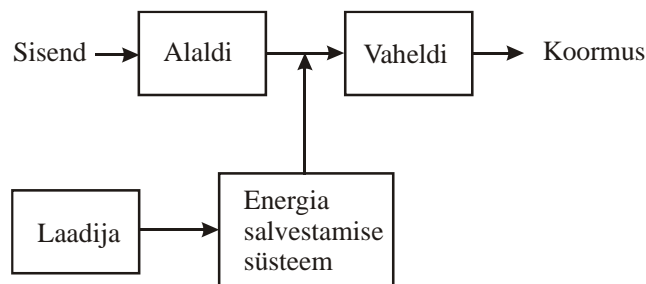 Sisend
Alaldi
Vaheldi
Koormus
Laadija
Energia
salvestamise
süsteem